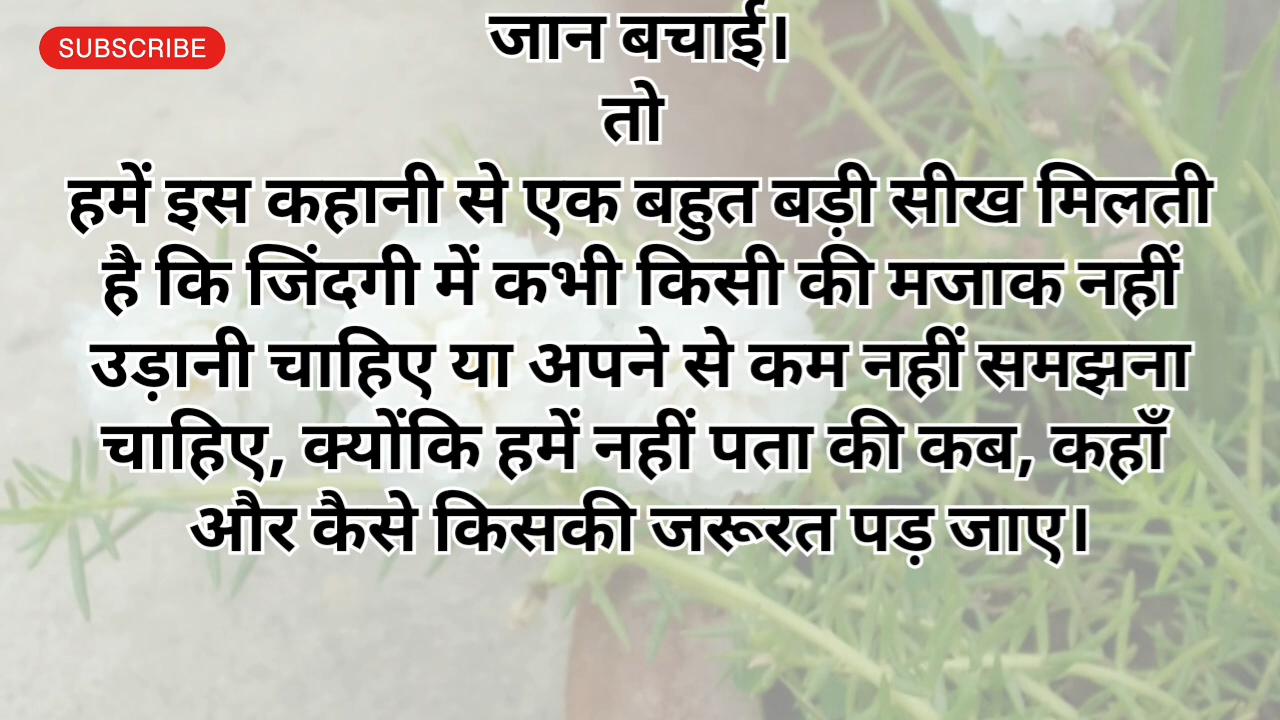 SUBSCRIBE
जान बचाई।
तो
हमें इस कहानी से एक बहुत बड़ी सीख मिलती
है कि जिंदगी में कभी किसी की मजाक नहीं
उड़ानी चाहिए या अपने से कम नहीं समझना
चाहिए, क्योंकि हमें नहीं पता की कब, कहाँ
और कैसे किसकी जरूरत पड़ जाए।